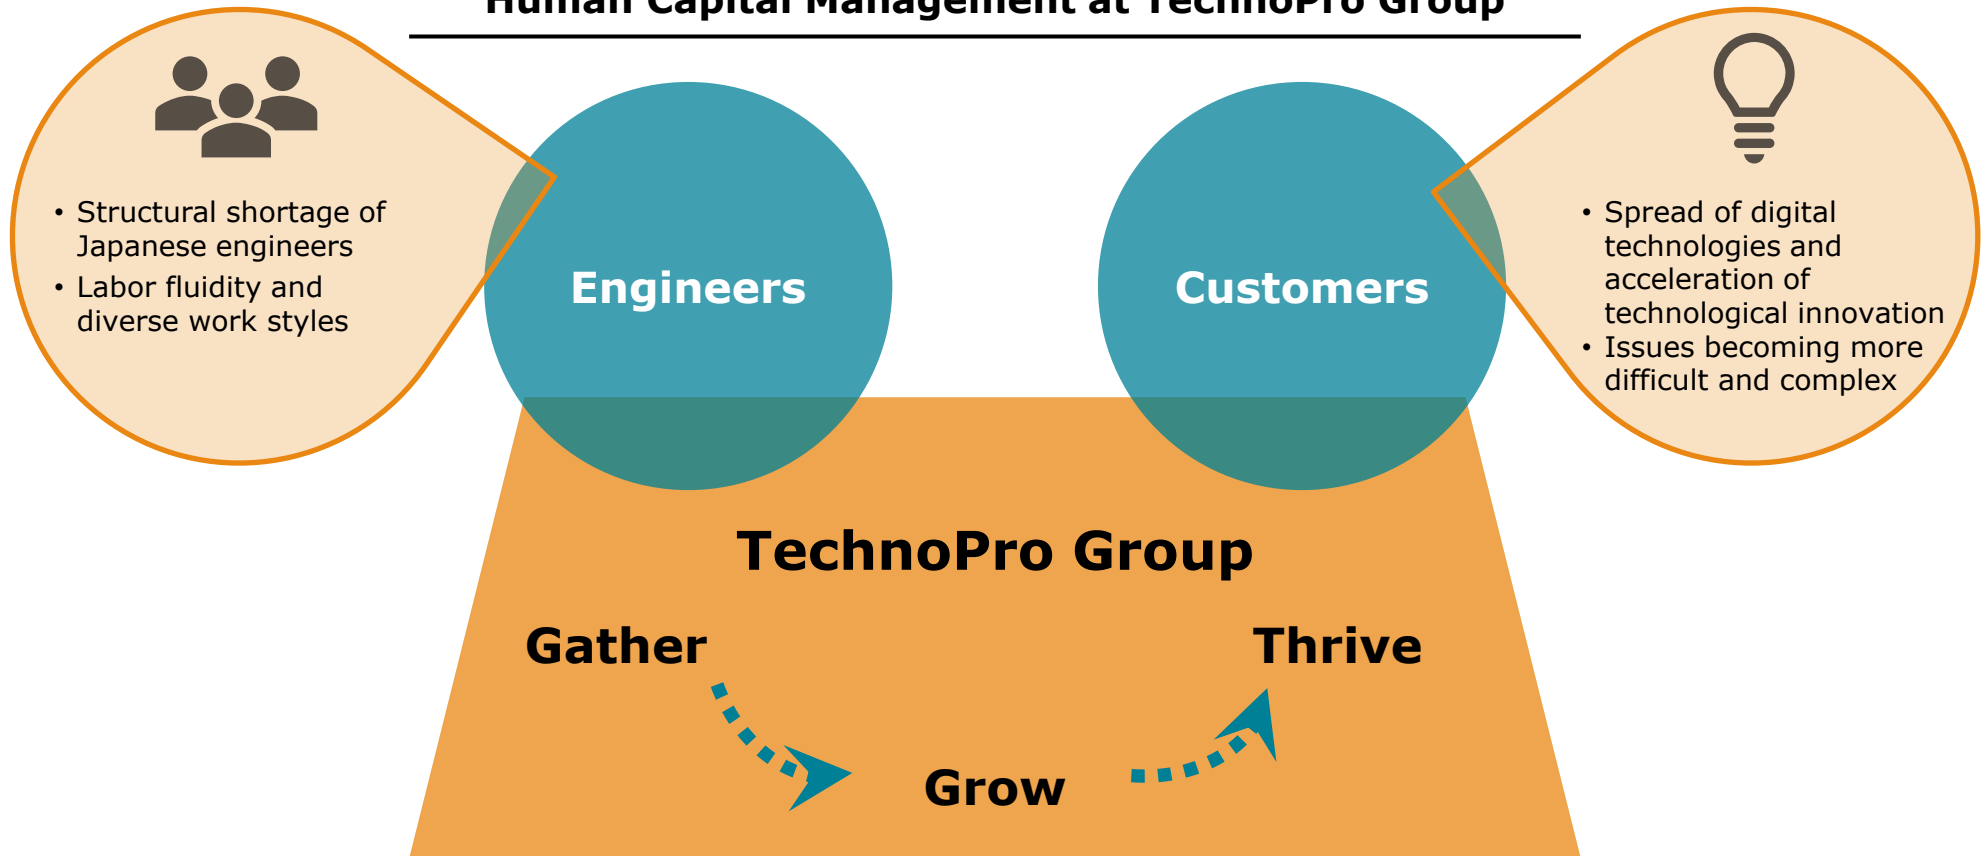 Human Capital Management at TechnoPro Group
• Structural shortage of
Japanese engineers
• Labor fluidity and
diverse work styles
Engineers
Customers
• Spread of digital
technologies and
acceleration of
technological innovation
• Issues becoming more
difficult and complex
TechnoPro Group
Gather
Thrive
Grow